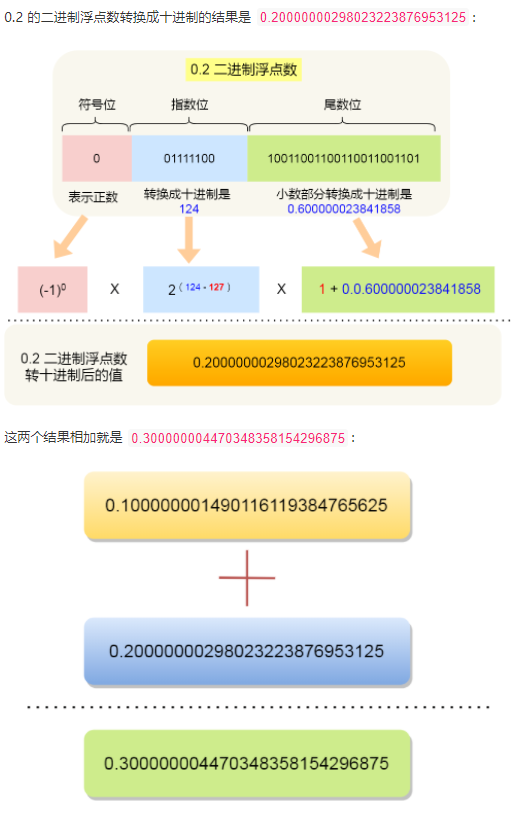 0.2 的二进制浮点数转换成十进制的结果是 0.20000000298023223876953125 :
0.2 二进制浮点数
符号位 指数位 尾数位
0 01111100 10011001100110011001101
表示正数 转换成十进制是 小数部分转换成十进制是
124 0.600000023841858
(-1)0 X 2 ( 124 - 127 ) X 1 + 0.0.600000023841858
0.2 二进制浮点数
转十进制后的值
0.20000000298023223876953125
这两个结果相加就是 0.300000004470348358154296875 :
0.100000001490116119384765625
0.20000000298023223876953125
0.300000004470348358154296875